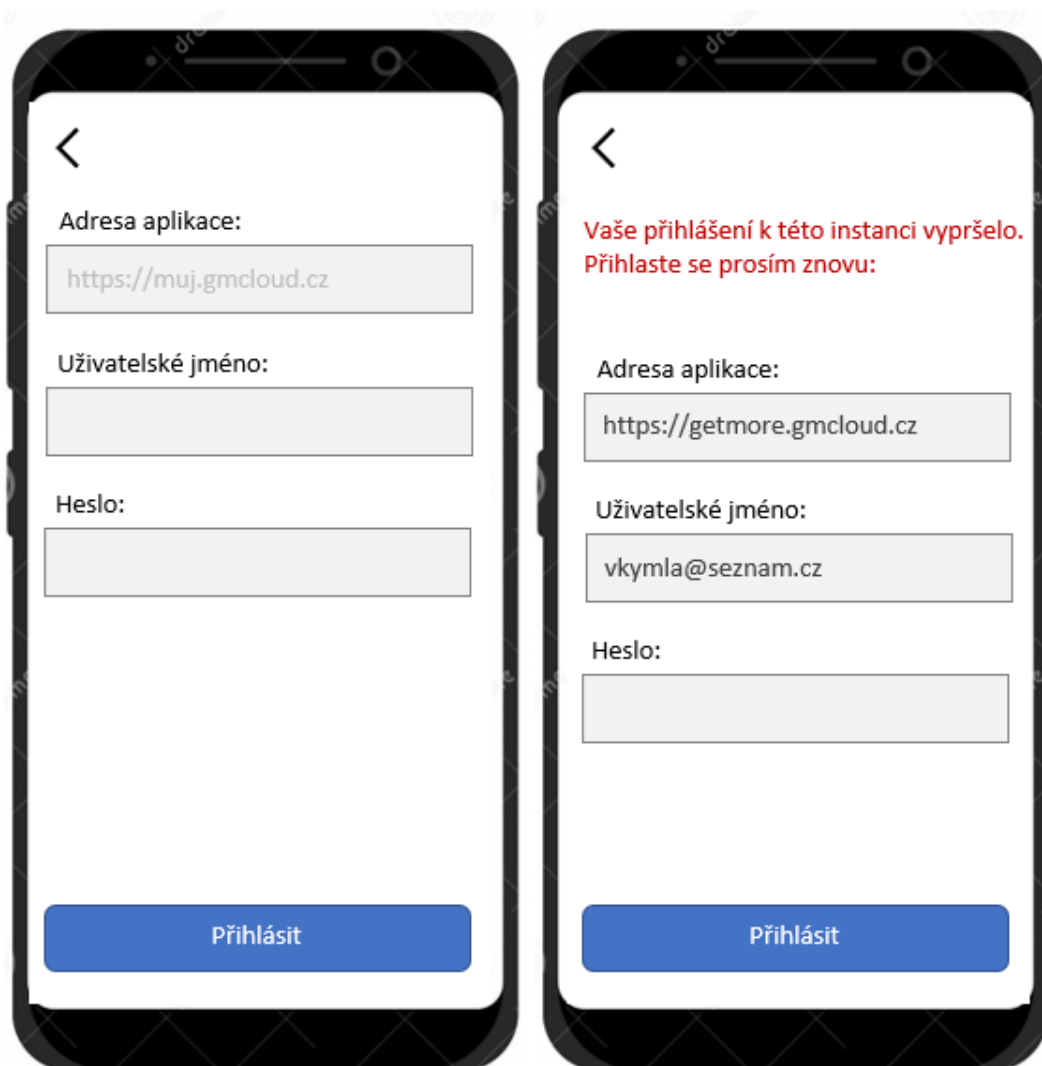 Adresa aplikace:
https://muj.gmcloud.cz
Uživatelské jméno:
Heslo:
Přihlásit
Vaše přihlášení k této instanci vypršelo.
Přihlaste se prosím znovu:
Adresa aplikace:
https://getmore.gmcloud.cz
Uživatelské jméno:
vkymla@seznam.cz
Heslo:
Přihlásit